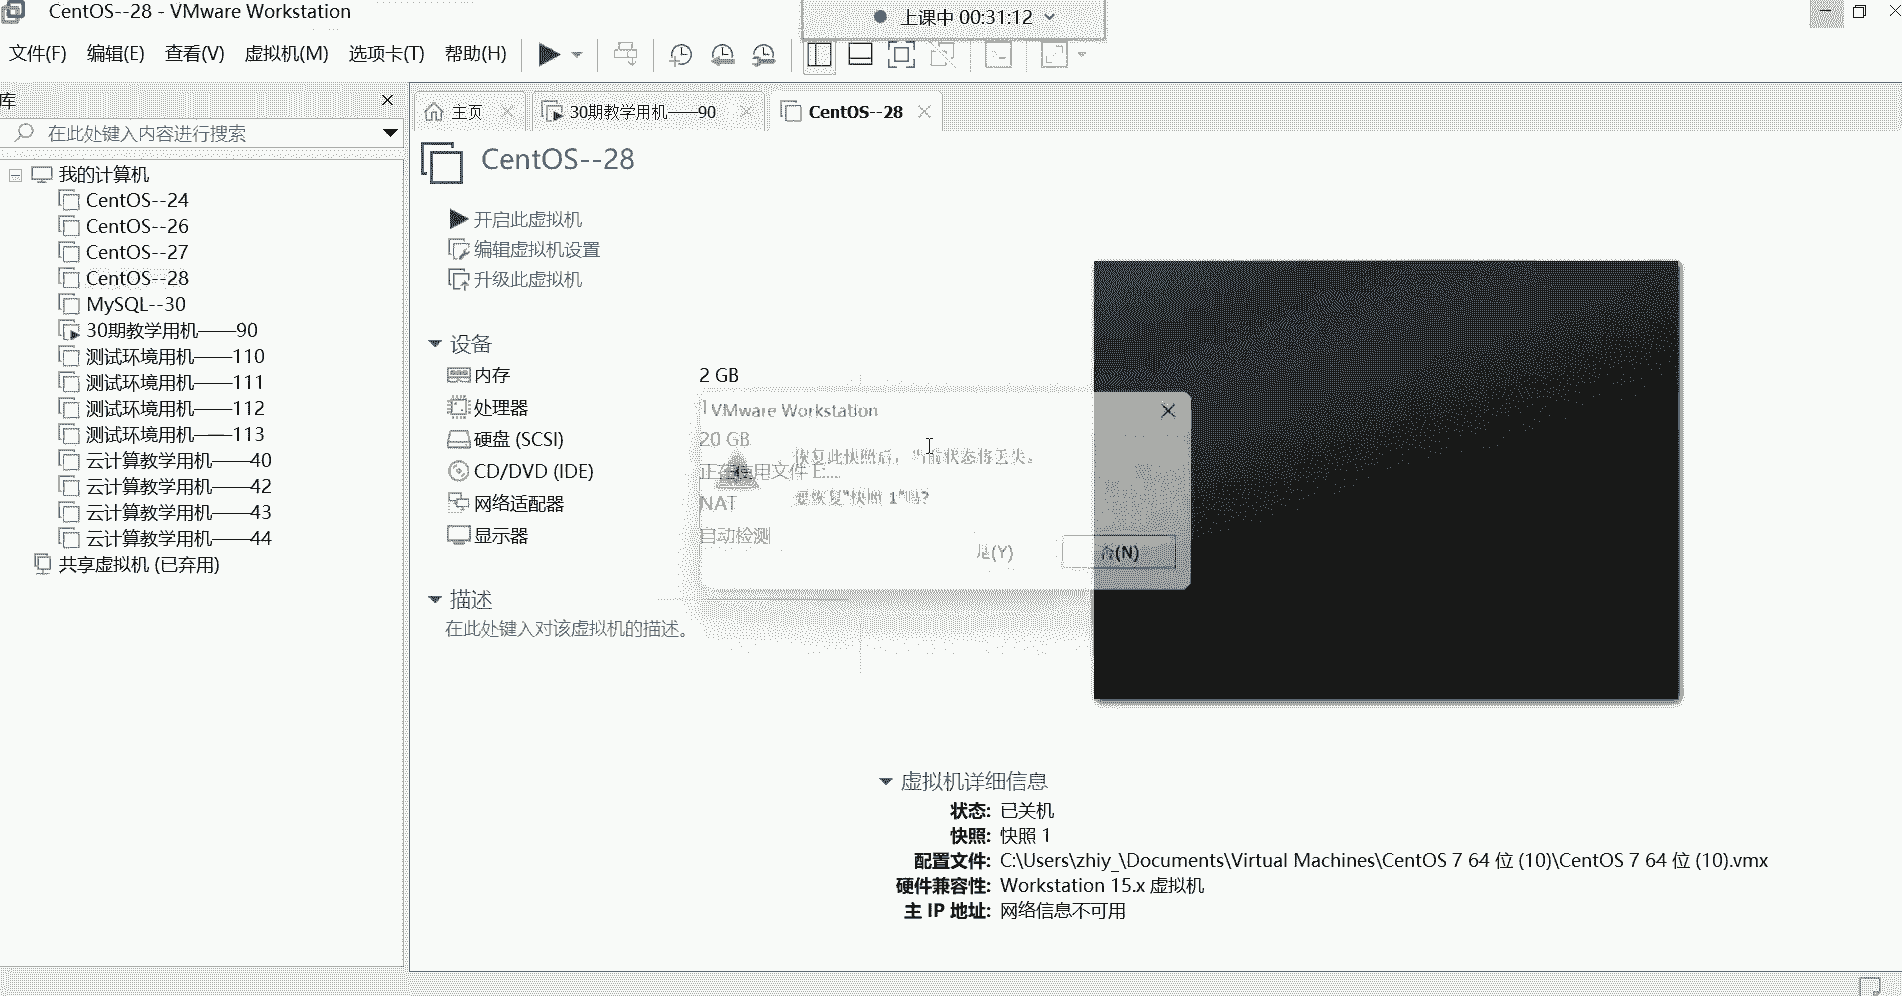 CentOS--28 - VMware Workstation
上课中 00:31:12
文件(F) 编辑(E) 查看(V) 虚拟机(M) 选项卡(T) 帮助(H)
库
在此处键入内容进行搜索
我的计算机
CentOS--24
CentOS--26
CentOS--27
CentOS--28
MySQL--30
30期教学用机——90
测试环境用机——110
测试环境用机——111
测试环境用机——112
测试环境用机——113
云计算教学用机——40
云计算教学用机——42
云计算教学用机——43
云计算教学用机——44
共享虚拟机 (已弃用)
主页 30期教学用机——90 CentOS--28
CentOS--28
开启此虚拟机
编辑虚拟机设置
升级此虚拟机
设备
内存 2 GB
处理器 1
硬盘 (SCSI) 20 GB
CD/DVD (IDE) 正在使用文件 E:...
网络适配器 NAT
显示器 自动检测
VMware Workstation
恢复此快照后，当前状态将丢失。
要恢复"快照 1"吗?
是(Y) 否(N)
描述
在此处键入对该虚拟机的描述。
虚拟机详细信息
状态: 已关机
快照: 快照 1
配置文件: C:\Users\zhiy_\Documents\Virtual Machines\CentOS 7 64 位 (10)\CentOS 7 64 位 (10).vmx
硬件兼容性: Workstation 15.x 虚拟机
主 IP 地址: 网络信息不可用